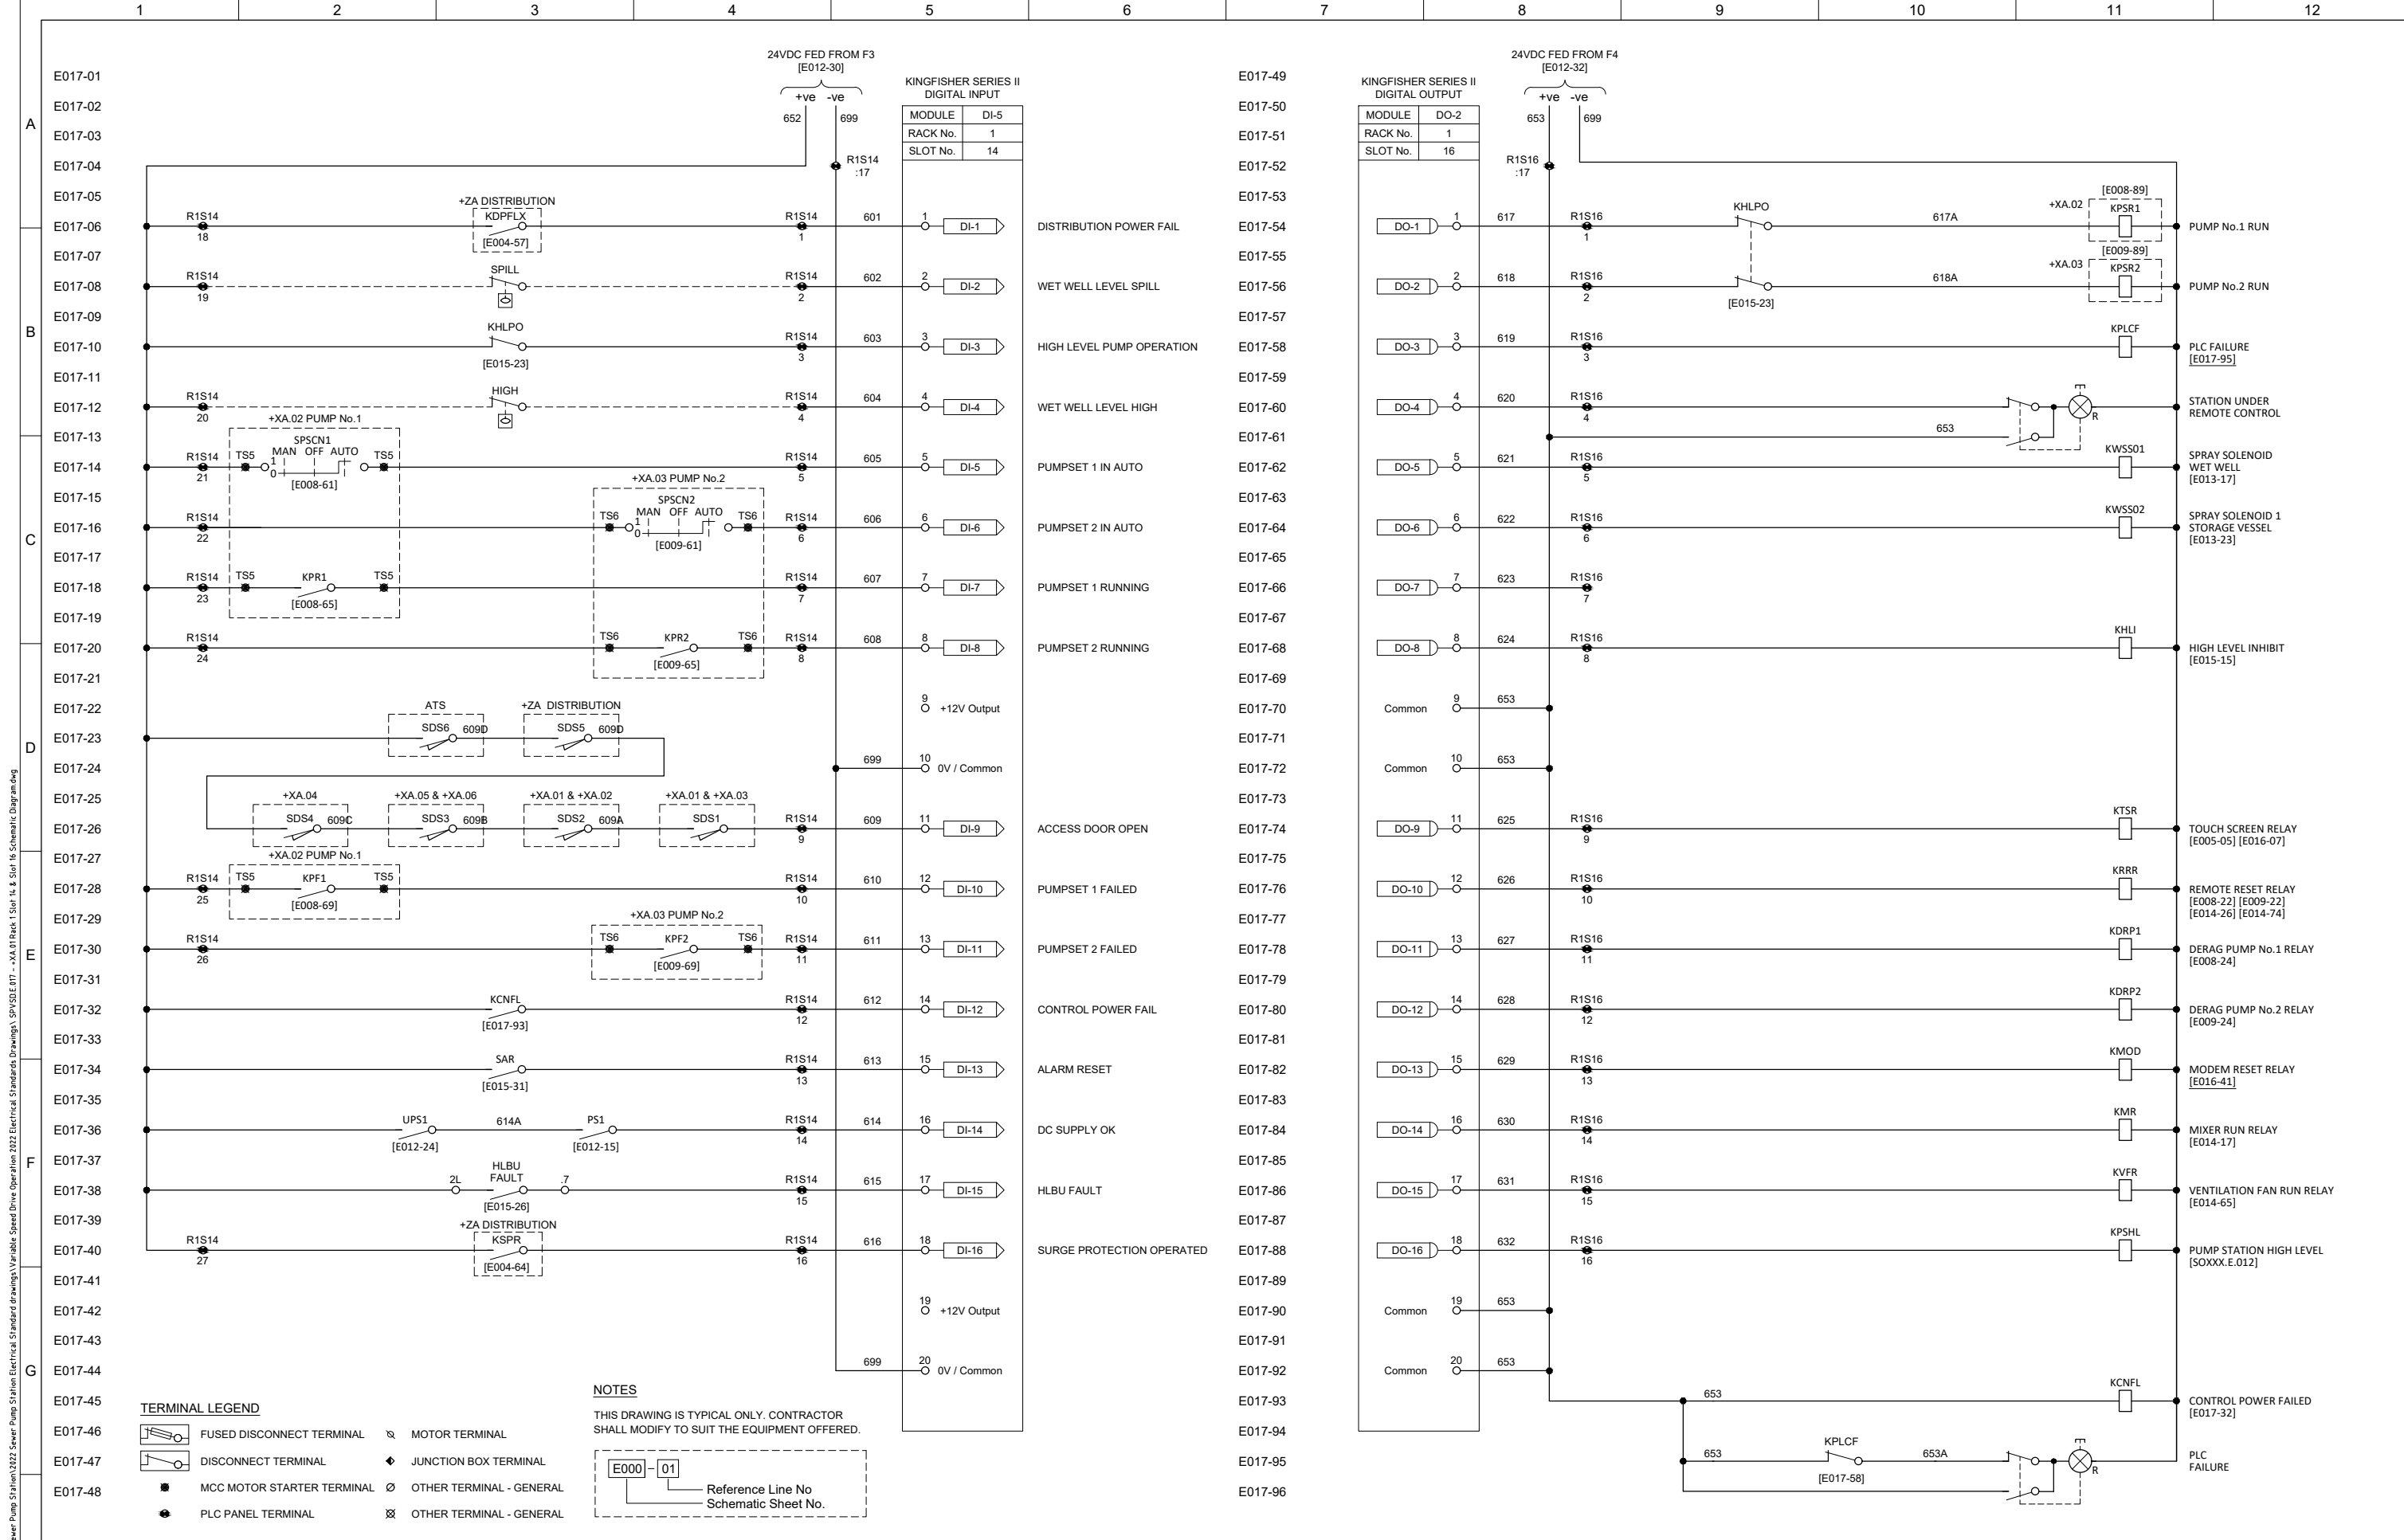 1 2 3 4 5 6 7 8 9 10 11 12
A
B
C
D
E
F
G
24VDC FED FROM F3
[E012-30]
+ve -ve
652 699
KINGFISHER SERIES II
DIGITAL INPUT
MODULE DI-5
RACK No. 1
SLOT No. 14
E017-01
E017-02
E017-03
E017-04 R1S14 :17
E017-05
+ZA DISTRIBUTION
KDPFLX
E017-06 R1S14 18 [E004-57] R1S14 1 601 1 DI-1 DISTRIBUTION POWER FAIL
E017-07
SPILL
E017-08 R1S14 19 R1S14 2 602 2 DI-2 WET WELL LEVEL SPILL
E017-09
KHLPO
E017-10 [E015-23] R1S14 3 603 3 DI-3 HIGH LEVEL PUMP OPERATION
E017-11
HIGH
E017-12 R1S14 20 R1S14 4 604 4 DI-4 WET WELL LEVEL HIGH
+XA.02 PUMP No.1
E017-13
SPSCN1
MAN OFF AUTO
E017-14 R1S14 21 TS5 1 0 TS5 [E008-61] R1S14 5 605 5 DI-5 PUMPSET 1 IN AUTO
+XA.03 PUMP No.2
E017-15
SPSCN2
MAN OFF AUTO
E017-16 R1S14 22 TS6 1 0 TS6 [E009-61] R1S14 6 606 6 DI-6 PUMPSET 2 IN AUTO
E017-17
E017-18 R1S14 23 TS5 KPR1 TS5 [E008-65] R1S14 7 607 7 DI-7 PUMPSET 1 RUNNING
E017-19
E017-20 R1S14 24 TS6 KPR2 TS6 [E009-65] R1S14 8 608 8 DI-8 PUMPSET 2 RUNNING
E017-21
E017-22 ATS +ZA DISTRIBUTION 9 +12V Output
E017-23 SDS6 609D SDS5 609D
E017-24 699 10 0V / Common
E017-25 +XA.04 +XA.05 & +XA.06 +XA.01 & +XA.02 +XA.01 & +XA.03
E017-26 SDS4 609C SDS3 609B SDS2 609A SDS1 R1S14 9 609 11 DI-9 ACCESS DOOR OPEN
E017-27 +XA.02 PUMP No.1
E017-28 R1S14 25 TS5 KPF1 TS5 [E008-69] R1S14 10 610 12 DI-10 PUMPSET 1 FAILED
E017-29 +XA.03 PUMP No.2
E017-30 R1S14 26 TS6 KPF2 TS6 [E009-69] R1S14 11 611 13 DI-11 PUMPSET 2 FAILED
E017-31
E017-32 KCNFL [E017-93] R1S14 12 612 14 DI-12 CONTROL POWER FAIL
E017-33
E017-34 SAR [E015-31] R1S14 13 613 15 DI-13 ALARM RESET
E017-35
E017-36 UPS1 [E012-24] 614A PS1 [E012-15] R1S14 14 614 16 DI-14 DC SUPPLY OK
E017-37
HLBU
FAULT
E017-38 2L .7 [E015-26] R1S14 15 615 17 DI-15 HLBU FAULT
E017-39
+ZA DISTRIBUTION
E017-40 R1S14 27 KSPR [E004-64] R1S14 16 616 18 DI-16 SURGE PROTECTION OPERATED
E017-41
E017-42 19 +12V Output
E017-43
E017-44 699 20 0V / Common
E017-45
E017-46
E017-47
E017-48
TERMINAL LEGEND
FUSED DISCONNECT TERMINAL
DISCONNECT TERMINAL
MCC MOTOR STARTER TERMINAL
PLC PANEL TERMINAL
MOTOR TERMINAL
JUNCTION BOX TERMINAL
OTHER TERMINAL - GENERAL
OTHER TERMINAL - GENERAL
NOTES
THIS DRAWING IS TYPICAL ONLY. CONTRACTOR
SHALL MODIFY TO SUIT THE EQUIPMENT OFFERED.
E000 - 01
Reference Line No
Schematic Sheet No.
24VDC FED FROM F4
[E012-32]
+ve -ve
653 699
KINGFISHER SERIES II
DIGITAL OUTPUT
MODULE DO-2
RACK No. 1
SLOT No. 16
E017-49
E017-50
E017-51
E017-52 R1S16 :17
E017-53 [E008-89]
E017-54 DO-1 1 617 R1S16 1 KHLPO 617A +XA.02 KPSR1 PUMP No.1 RUN
E017-55 [E009-89]
E017-56 DO-2 2 618 R1S16 2 [E015-23] 618A +XA.03 KPSR2 PUMP No.2 RUN
E017-57
E017-58 DO-3 3 619 R1S16 3 KPLCF PLC FAILURE
[E017-95]
E017-59
E017-60 DO-4 4 620 R1S16 4 R STATION UNDER
REMOTE CONTROL
E017-61 653
E017-62 DO-5 5 621 R1S16 5 KWSS01 SPRAY SOLENOID
WET WELL
[E013-17]
E017-63
E017-64 DO-6 6 622 R1S16 6 KWSS02 SPRAY SOLENOID 1
STORAGE VESSEL
[E013-23]
E017-65
E017-66 DO-7 7 623 R1S16 7
E017-67
E017-68 DO-8 8 624 R1S16 8 KHLI HIGH LEVEL INHIBIT
[E015-15]
E017-69
E017-70 Common 9 653
E017-71
E017-72 Common 10 653
E017-73
E017-74 DO-9 11 625 R1S16 9 KTSR TOUCH SCREEN RELAY
[E005-05] [E016-07]
E017-75
E017-76 DO-10 12 626 R1S16 10 KRRR REMOTE RESET RELAY
[E008-22] [E009-22]
[E014-26] [E014-74]
E017-77
E017-78 DO-11 13 627 R1S16 11 KDRP1 DERAG PUMP No.1 RELAY
[E008-24]
E017-79
E017-80 DO-12 14 628 R1S16 12 KDRP2 DERAG PUMP No.2 RELAY
[E009-24]
E017-81
E017-82 DO-13 15 629 R1S16 13 KMOD MODEM RESET RELAY
[E016-41]
E017-83
E017-84 DO-14 16 630 R1S16 14 KMR MIXER RUN RELAY
[E014-17]
E017-85
E017-86 DO-15 17 631 R1S16 15 KVFR VENTILATION FAN RUN RELAY
[E014-65]
E017-87
E017-88 DO-16 18 632 R1S16 16 KPSHL PUMP STATION HIGH LEVEL
[SOXXX.E.012]
E017-89
E017-90 Common 19 653
E017-91
E017-92 Common 20 653
E017-93 653 KCNFL CONTROL POWER FAILED
[E017-32]
E017-94
E017-95 653 KPLCF [E017-58] 653A R PLC
FAILURE
E017-96
Sewer Pump Station\2022 Sewer Pump Station Electrical Standard drawings\Variable Speed Drive Operation 2022 Electrical Standards Drawings\ SPVSD.E.017 - +XA.01 Rack 1 Slot 14 & Slot 16 Schematic Diagram.dwg